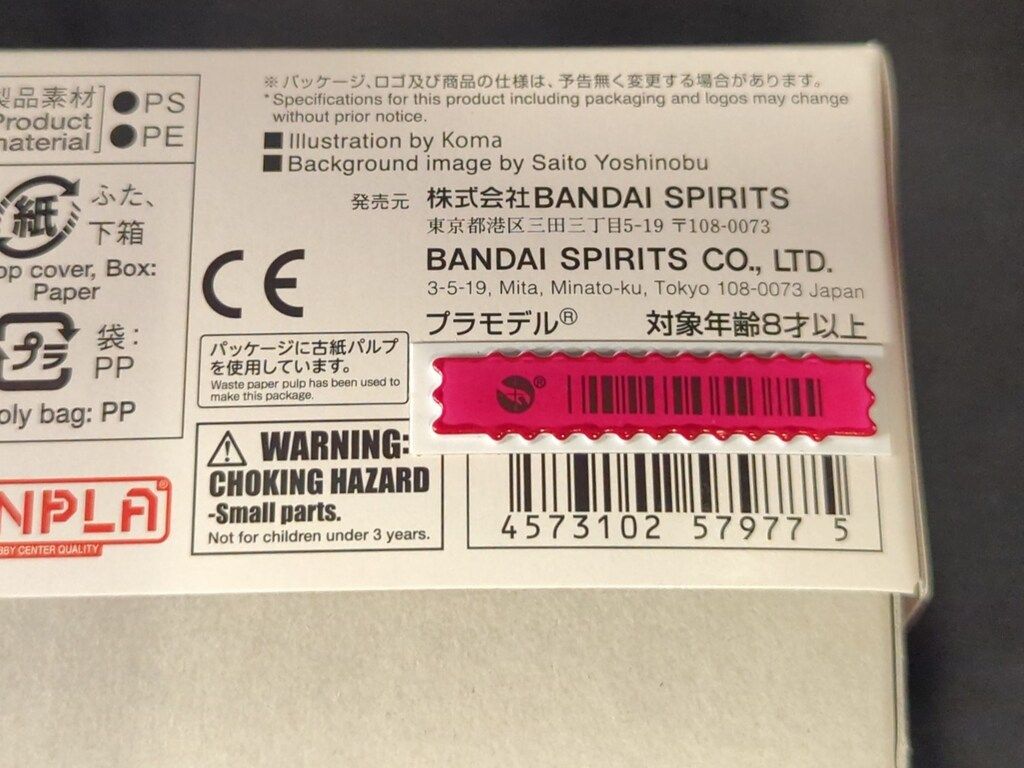 製品素材
Product
material
●PS
●PE
紙
ふた、
下箱
Top cover, Box:
Paper
プラ
袋:
PP
Poly bag: PP
NPLA®
HOBBY CENTER QUALITY
※パッケージ、ロゴ及び商品の仕様は、予告無く変更する場合があります。
*Specifications for this product including packaging and logos may change
without prior notice.
■Illustration by Koma
■Background image by Saito Yoshinobu
発売元 株式会社BANDAI SPIRITS
東京都港区三田三丁目5-19 〒108-0073
BANDAI SPIRITS CO., LTD.
3-5-19, Mita, Minato-ku, Tokyo 108-0073 Japan
プラモデル® 対象年齢8才以上
CE
パッケージに古紙パルプ
を使用しています。
Waste paper pulp has been used to
make this package.
®
WARNING:
CHOKING HAZARD
-Small parts.
Not for children under 3 years.
4573102 57977 5